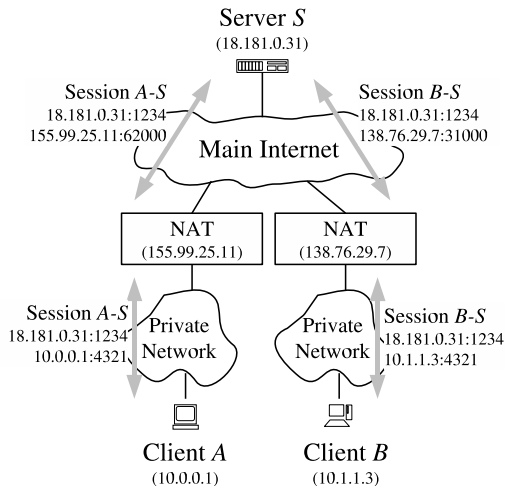 Server S
(18.181.0.31)
Session A-S
18.181.0.31:1234
155.99.25.11:62000
Session B-S
18.181.0.31:1234
138.76.29.7:31000
Main Internet
NAT
(155.99.25.11)
NAT
(138.76.29.7)
Session A-S
18.181.0.31:1234
10.0.0.1:4321
Private
Network
Private
Network
Session B-S
18.181.0.31:1234
10.1.1.3:4321
Client A
(10.0.0.1)
Client B
(10.1.1.3)